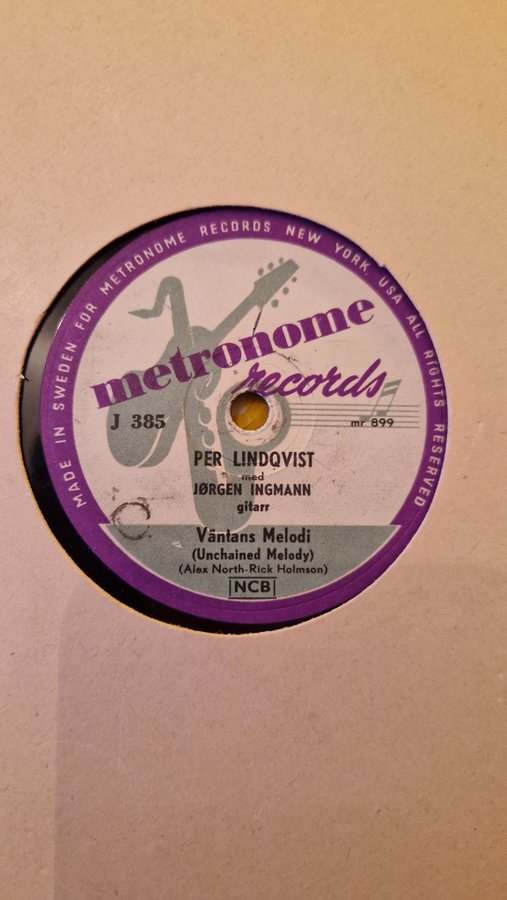 MADE IN SWEDEN FOR METRONOME RECORDS NEW YORK, USA ALL RIGHTS RESERVED
metronome
records
J 385
mr 899
PER LINDQVIST
med
JØRGEN INGMANN
gitarr
Väntans Melodi
(Unchained Melody)
(Alex North-Rick Holmson)
NCB